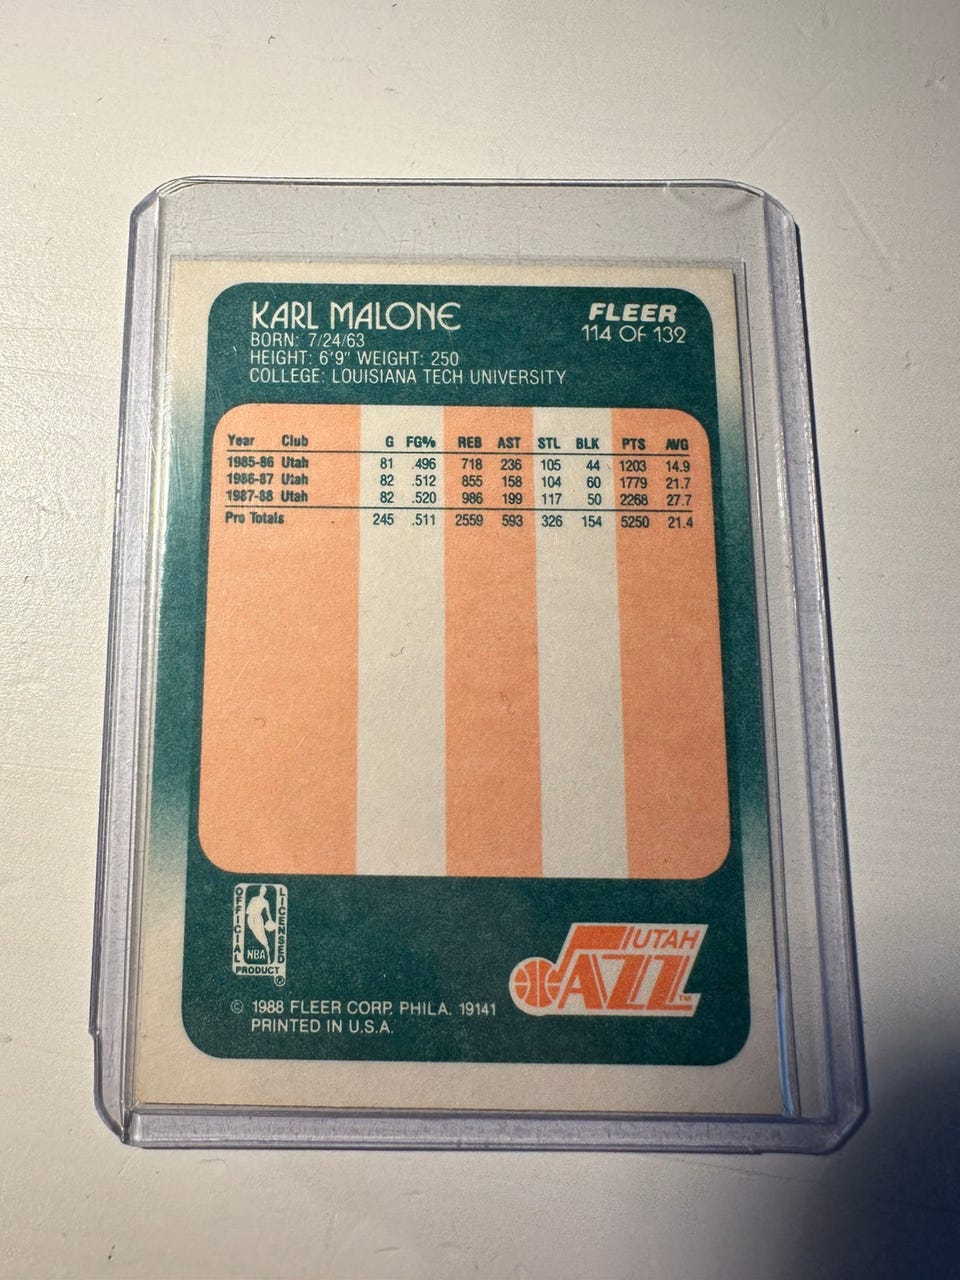 KARL MALONE
BORN: 7/24/63
HEIGHT: 6'9" WEIGHT: 250
COLLEGE: LOUISIANA TECH UNIVERSITY
FLEER
114 OF 132
Year Club G FG% REB AST STL BLK PTS AVG
1985-86 Utah 81 .496 718 236 105 44 1203 14.9
1986-87 Utah 82 .512 855 158 104 60 1779 21.7
1987-88 Utah 82 .520 986 199 117 50 2268 27.7
Pro Totals 245 .511 2559 593 326 154 5250 21.4
OFFICIAL LICENSED
NBA
PRODUCT
®
UTAH
JAZZ TM
© 1988 FLEER CORP. PHILA. 19141
PRINTED IN U.S.A.